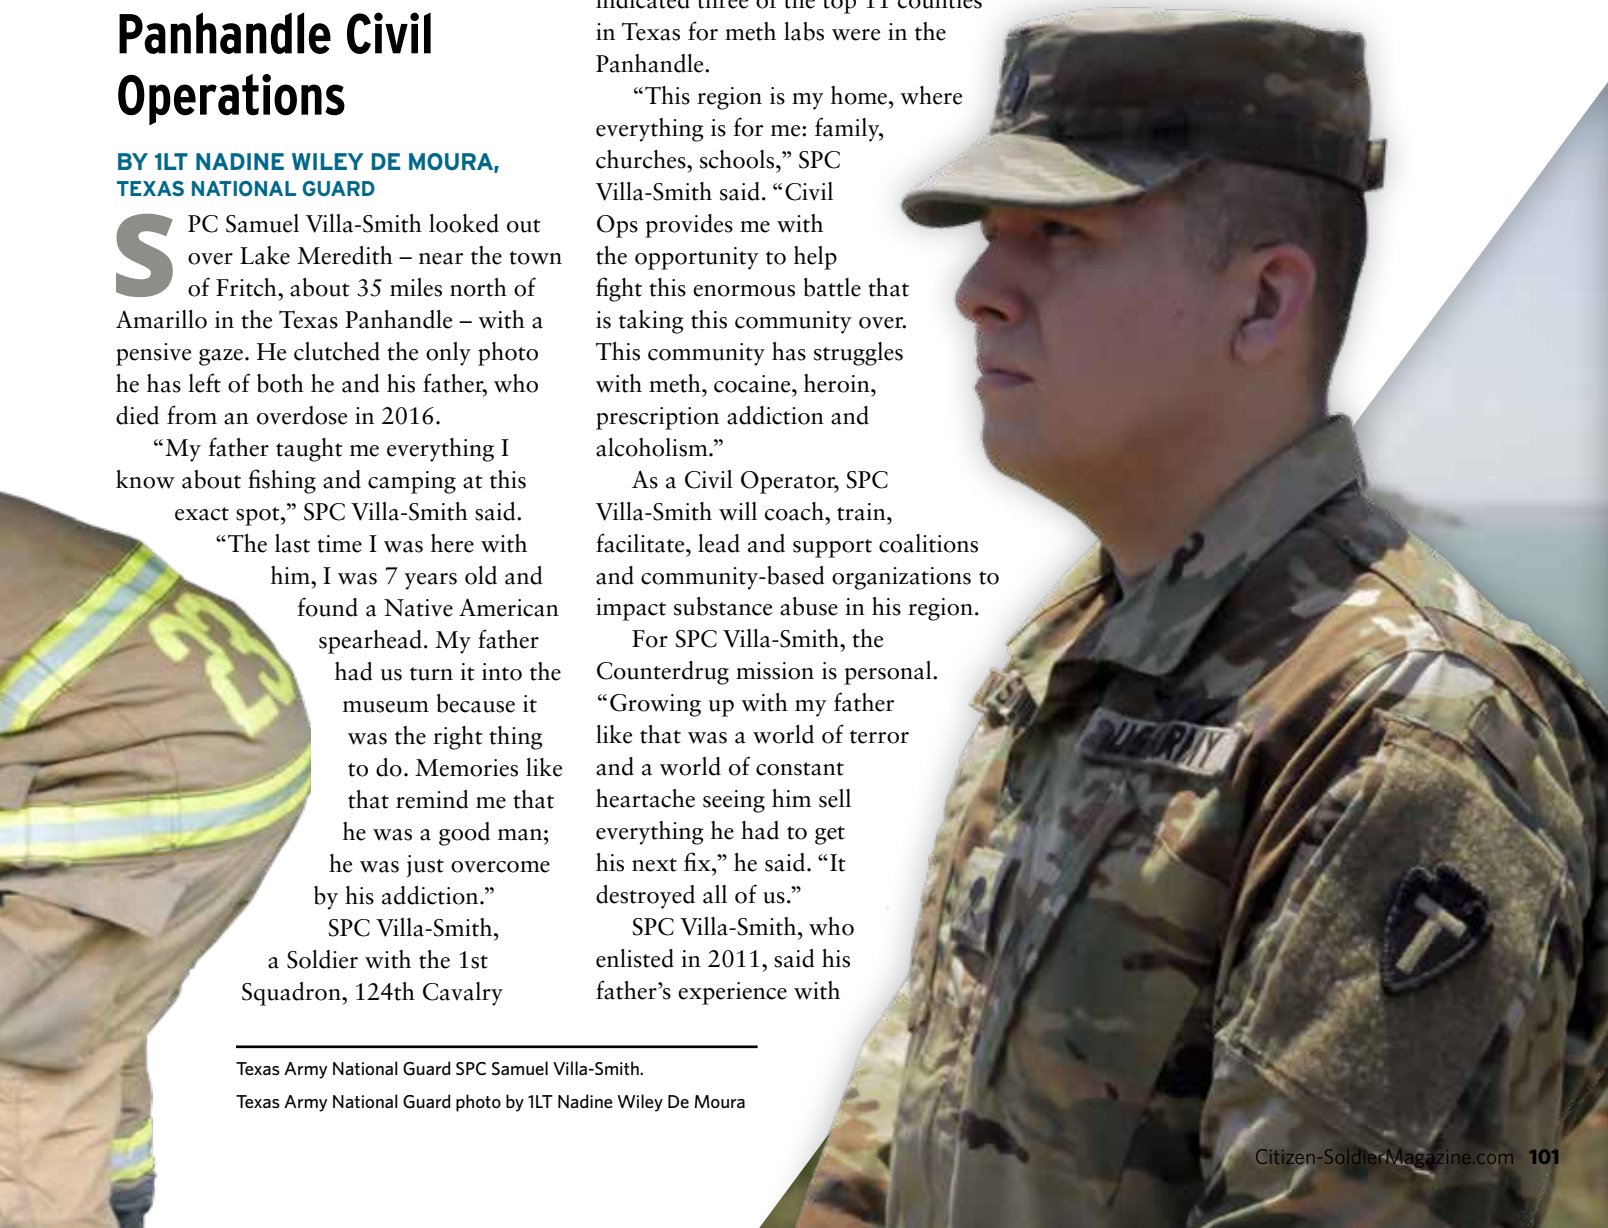 Panhandle Civil
Operations
BY 1LT NADINE WILEY DE MOURA,
TEXAS NATIONAL GUARD
SPC Samuel Villa-Smith looked out
over Lake Meredith – near the town
of Fritch, about 35 miles north of
Amarillo in the Texas Panhandle – with a
pensive gaze. He clutched the only photo
he has left of both he and his father, who
died from an overdose in 2016.
“My father taught me everything I
know about fishing and camping at this
exact spot,” SPC Villa-Smith said.
“The last time I was here with
him, I was 7 years old and
found a Native American
spearhead. My father
had us turn it into the
museum because it
was the right thing
to do. Memories like
that remind me that
he was a good man;
he was just overcome
by his addiction.”
SPC Villa-Smith,
a Soldier with the 1st
Squadron, 124th Cavalry
indicated three of the top 11 counties
in Texas for meth labs were in the
Panhandle.
“This region is my home, where
everything is for me: family,
churches, schools,” SPC
Villa-Smith said. “Civil
Ops provides me with
the opportunity to help
fight this enormous battle that
is taking this community over.
This community has struggles
with meth, cocaine, heroin,
prescription addiction and
alcoholism.”
As a Civil Operator, SPC
Villa-Smith will coach, train,
facilitate, lead and support coalitions
and community-based organizations to
impact substance abuse in his region.
For SPC Villa-Smith, the
Counterdrug mission is personal.
“Growing up with my father
like that was a world of terror
and a world of constant
heartache seeing him sell
everything he had to get
his next fix,” he said. “It
destroyed all of us.”
SPC Villa-Smith, who
enlisted in 2011, said his
father’s experience with
Texas Army National Guard SPC Samuel Villa-Smith.
Texas Army National Guard photo by 1LT Nadine Wiley De Moura
23
T
Citizen-SoldierMagazine.com 101